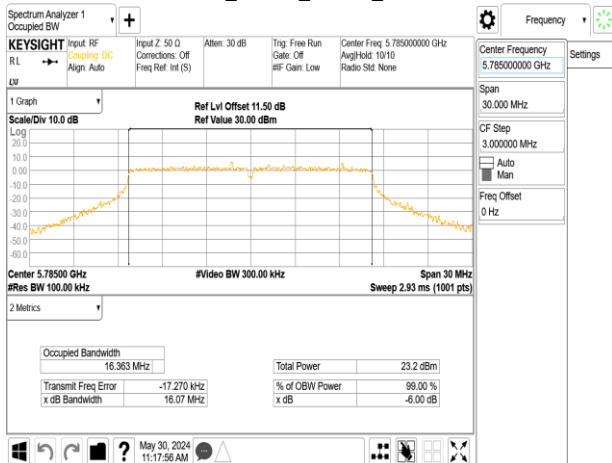 Spectrum Analyzer 1
Occupied BW
Frequency
KEYSIGHT Input: RF Input Z: 50 Ω Atten: 30 dB Trig: Free Run Center Freq: 5.785000000 GHz
RL Coupling: DC Corrections: Off Gate: Off Avg|Hold: 10/10
Align: Auto Freq Ref: Int (S) #IF Gain: Low Radio Std: None
LXI
Center Frequency
5.785000000 GHz
Settings
Span
30.000 MHz
CF Step
3.000000 MHz
Auto
Man
Freq Offset
0 Hz
1 Graph
Ref Lvl Offset 11.50 dB
Scale/Div 10.0 dB Ref Value 30.00 dBm
Log
20.0
10.0
0.00
-10.0
-20.0
-30.0
-40.0
-50.0
-60.0
Center 5.78500 GHz #Video BW 300.00 kHz Span 30 MHz
#Res BW 100.00 kHz Sweep 2.93 ms (1001 pts)
2 Metrics
Occupied Bandwidth
16.363 MHz Total Power 23.2 dBm
Transmit Freq Error -17.270 kHz % of OBW Power 99.00 %
x dB Bandwidth 16.07 MHz x dB -6.00 dB
? May 30, 2024
11:17:56 AM